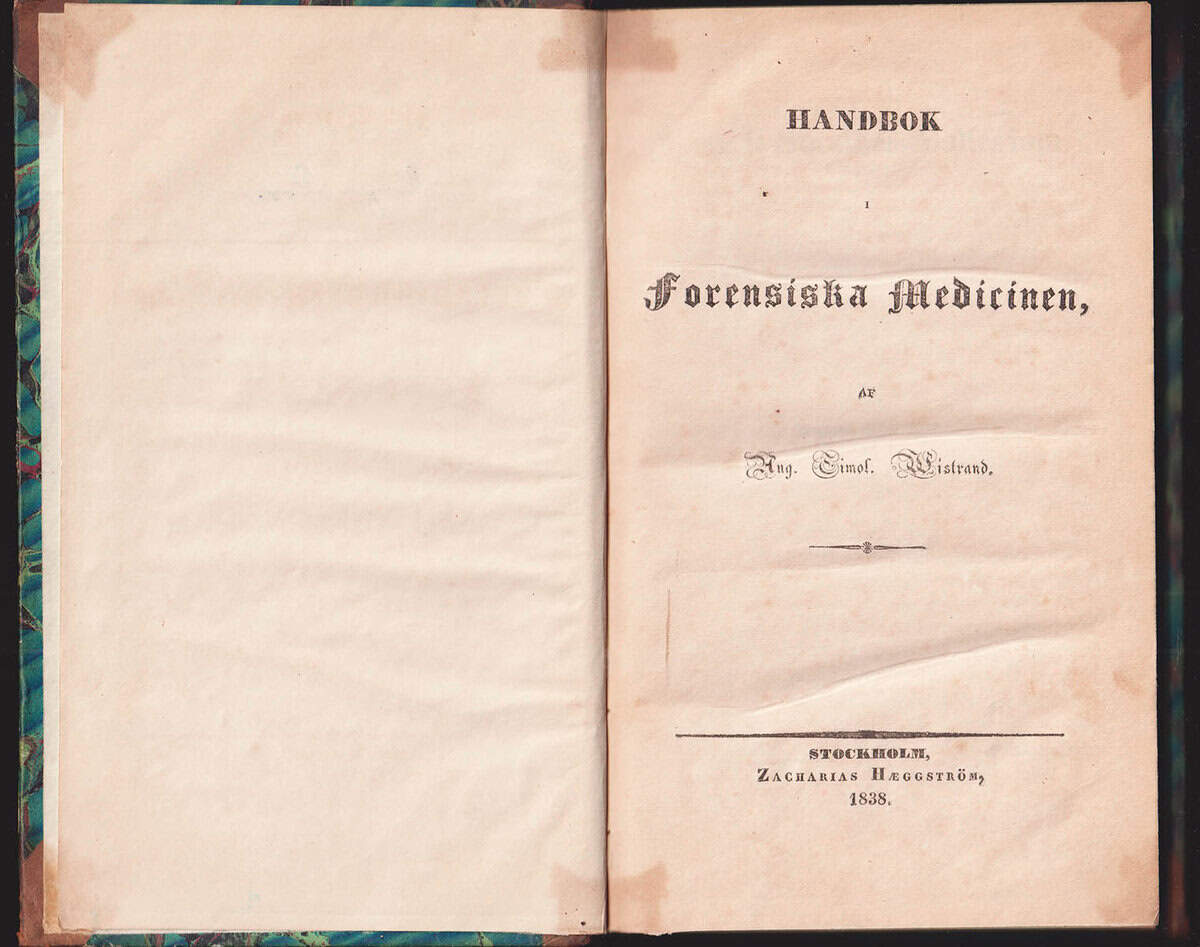 HANDBOK
I
Forensiska Medicinen,
AF
Aug. Timol. Wistrand.
STOCKHOLM,
ZACHARIAS HÆGGSTRÖM,
1838.